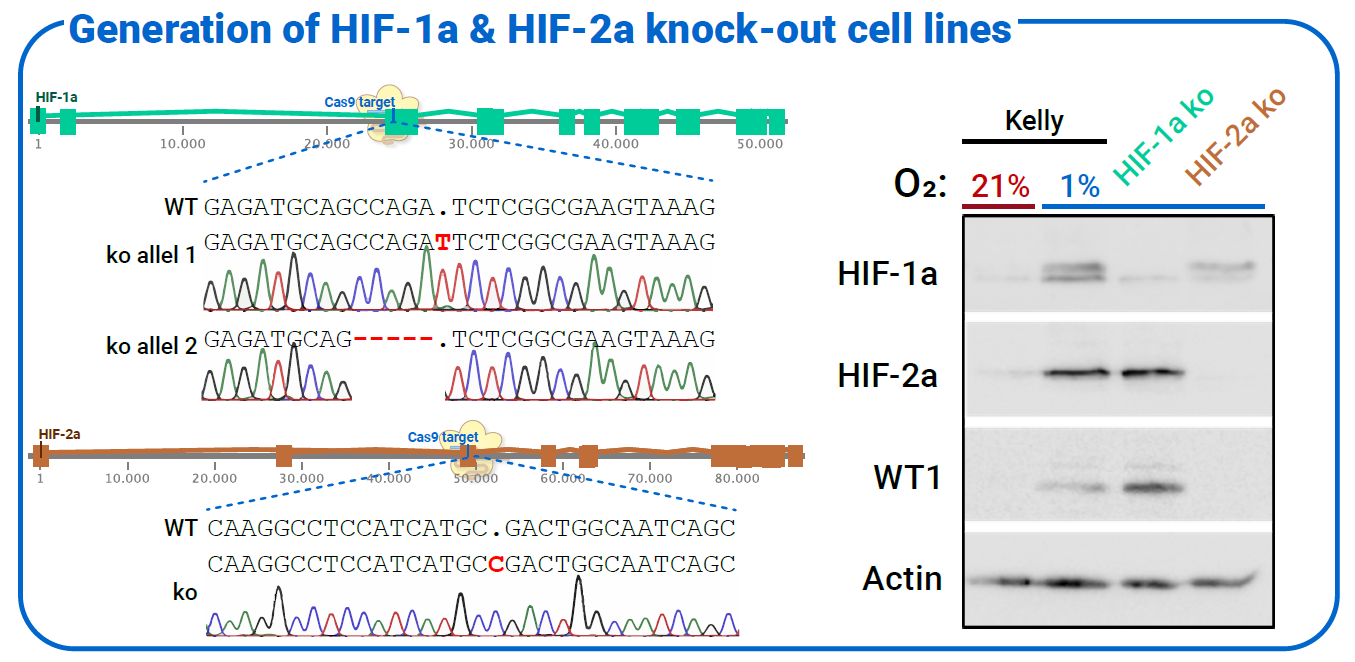 Generation of HIF-1a & HIF-2a knock-out cell lines
HIF-1a
Cas9 target
1 10.000 20.000 30.000 40.000 50.000
WT GAGATGCAGCCAGA.TCTCGGCGAAGTAAAG
ko allel 1 GAGATGCAGCCAGATTCTCGGCGAAGTAAAG
ko allel 2 GAGATGCAG-----.TCTCGGCGAAGTAAAG
HIF-2a
Cas9 target
1 10.000 20.000 30.000 40.000 50.000 60.000 70.000 80.000
WT CAAGGCCTCCATCATGC.GACTGGCAATCAGC
CAAGGCCTCCATCATGCCGACTGGCAATCAGC
ko
Kelly
HIF-1a ko
HIF-2a ko
O₂: 21% 1%
HIF-1a
HIF-2a
WT1
Actin